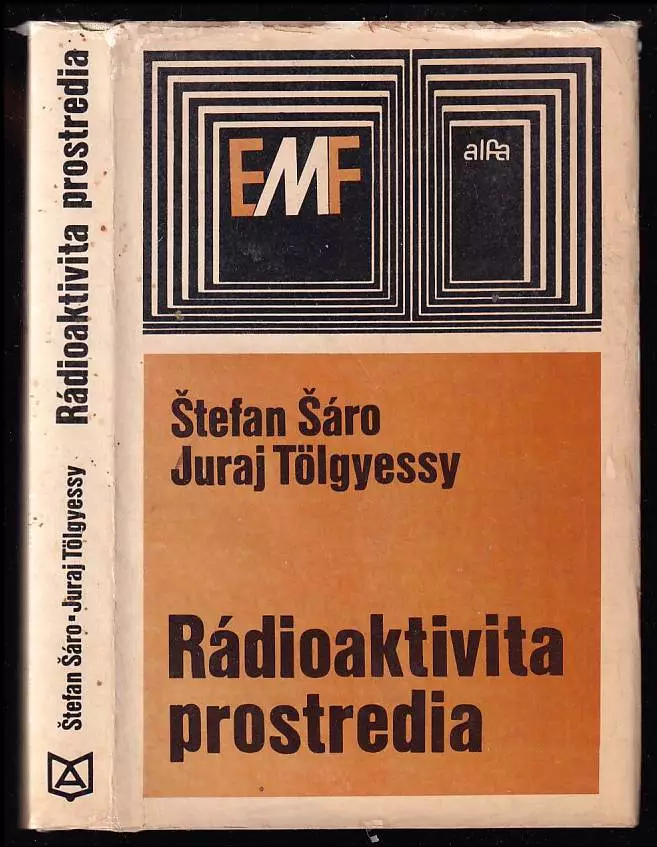 Štefan Šáro ▪ Juraj Tölgyessy Rádioaktivita prostredia
EMF
alfa
Štefan Šáro
Juraj Tölgyessy
Rádioaktivita
prostredia